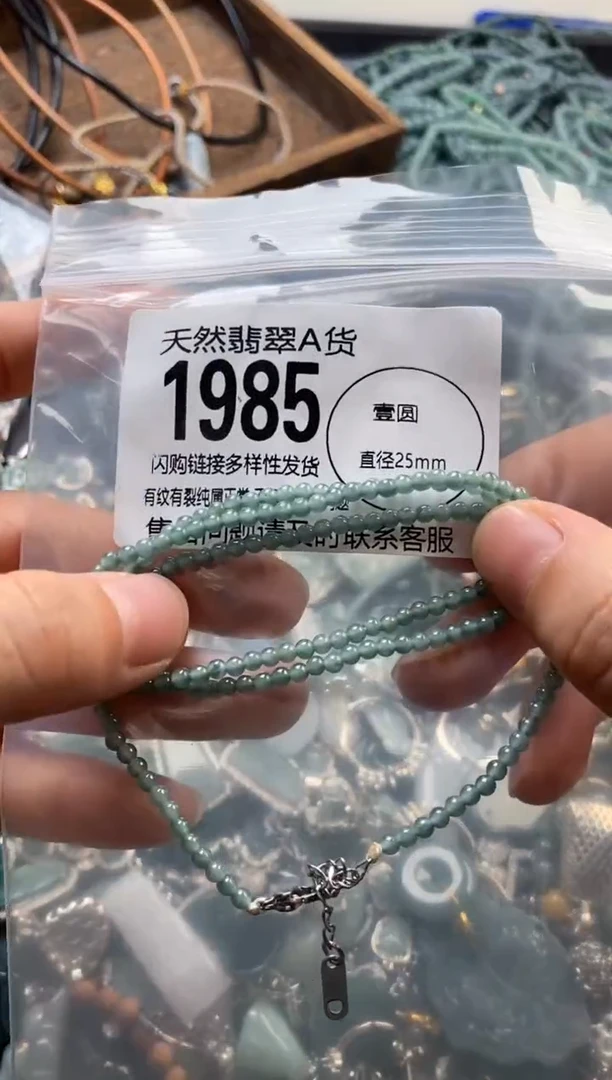 天然翡翠A货
1985
壹圆
直径25mm
闪购链接多样性发货
有纹有裂纯属正常
联系客服